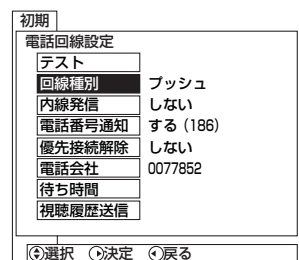 初期
電話回線設定
テスト
回線種別 プッシュ
内線発信 しない
電話番号通知 する (186)
優先接続解除 しない
電話会社 0077852
待ち時間
視聴履歴送信
選択 決定 戻る